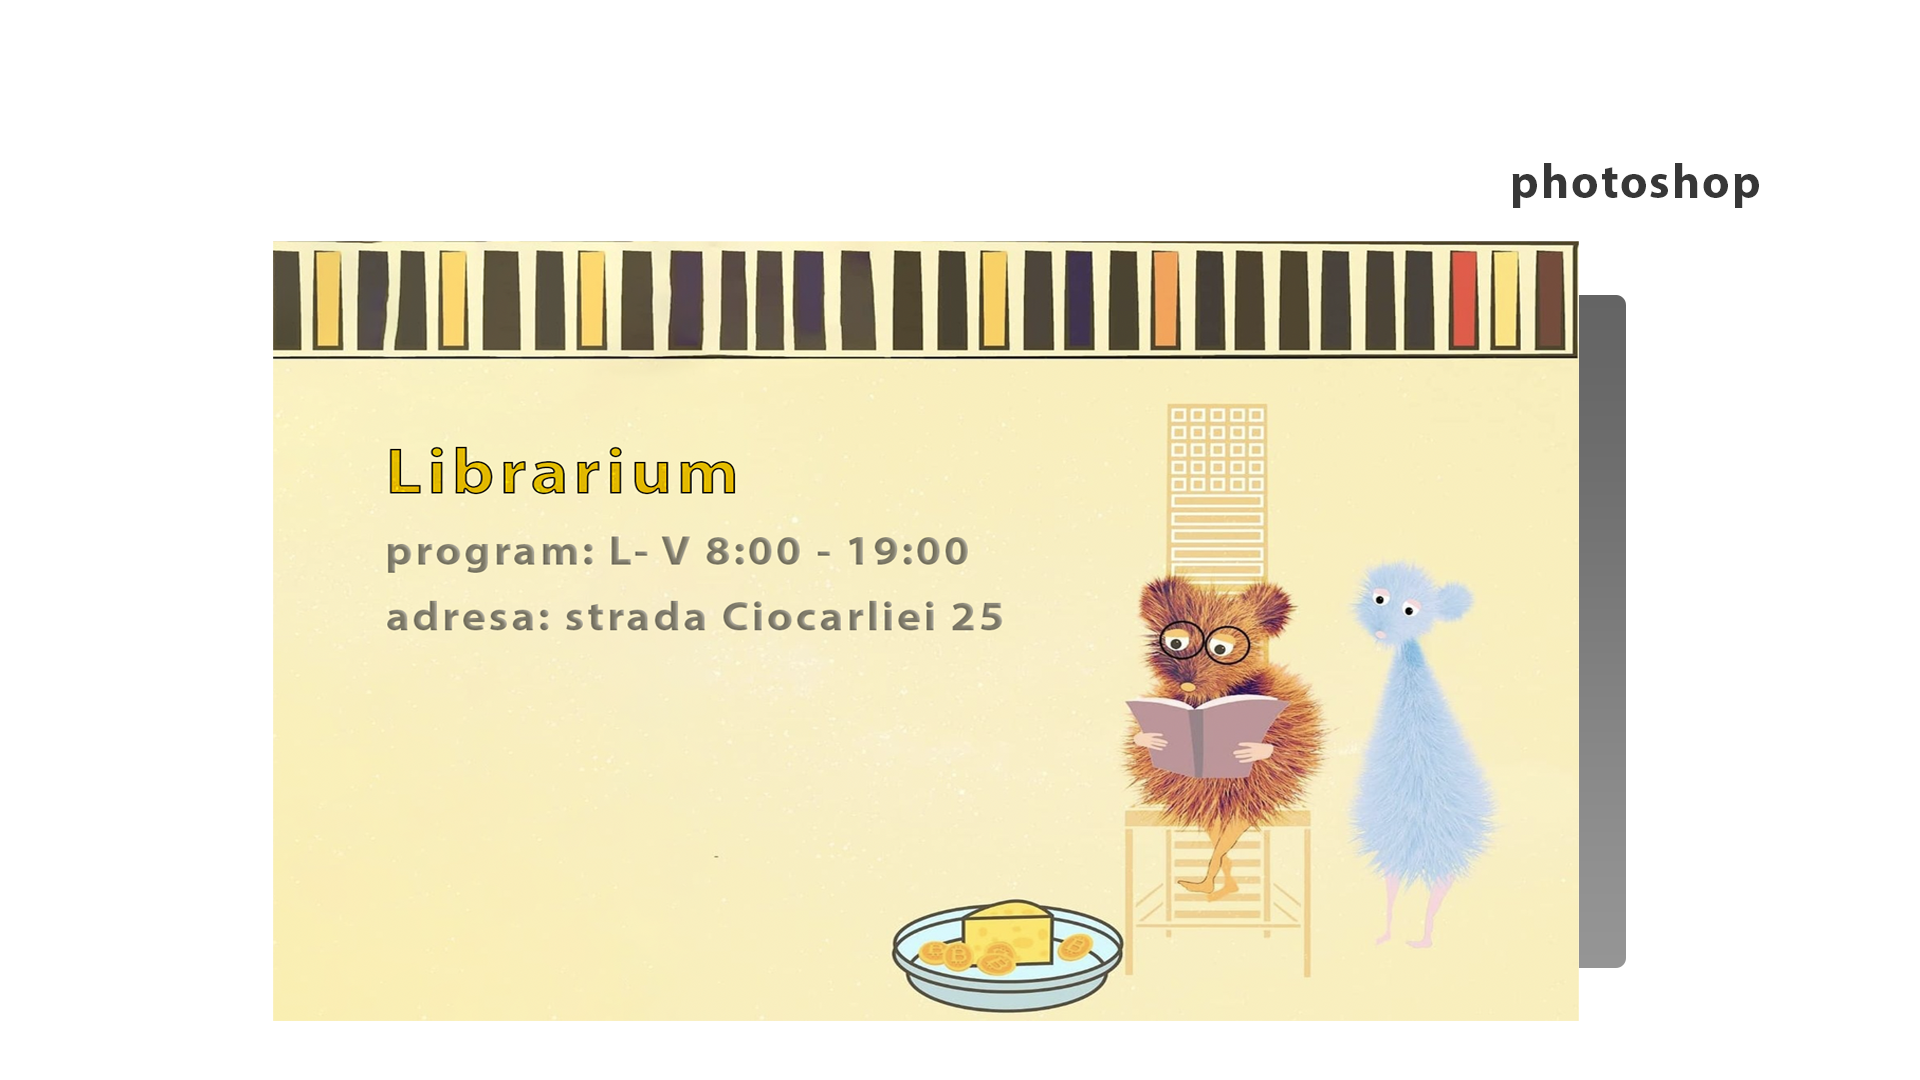 photoshop
Librarium
program: L- V 8:00 - 19:00
adresa: strada Ciocarliei 25